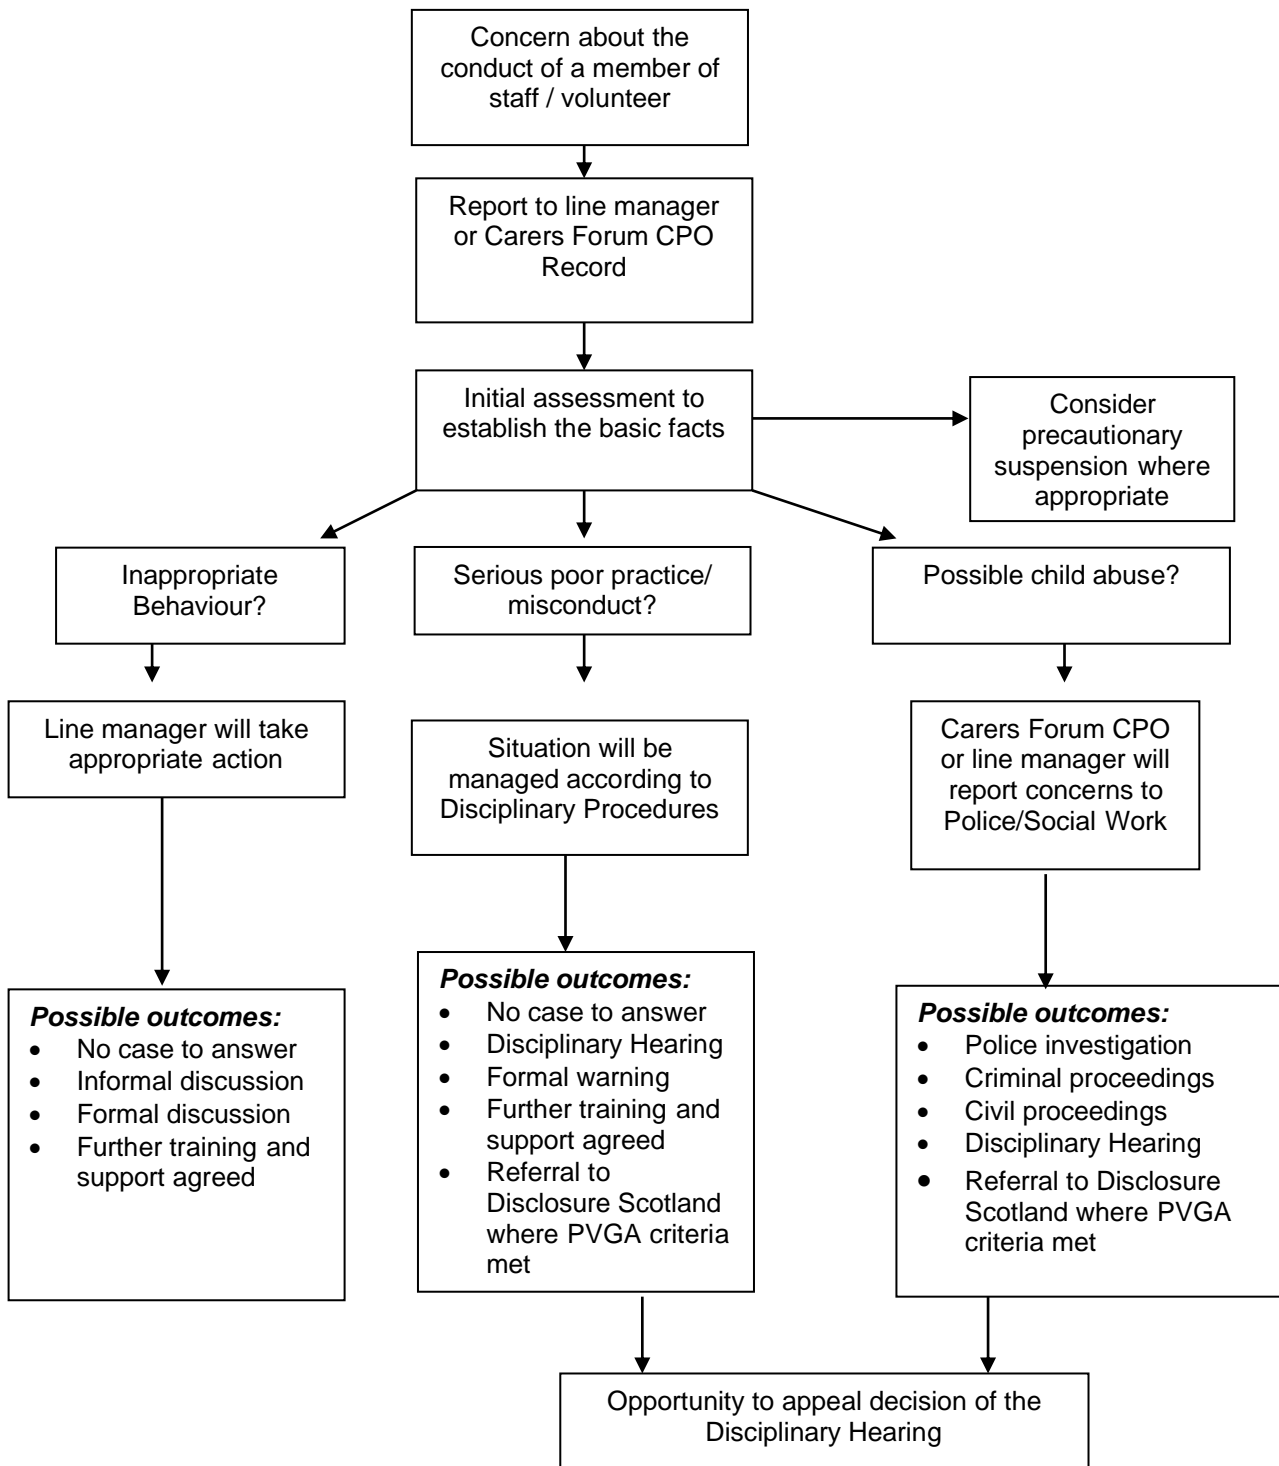 Concern about the
conduct of a member of
staff / volunteer
Report to line manager
or Carers Forum CPO
Record
Initial assessment to
establish the basic facts
Consider
precautionary
suspension where
appropriate
Inappropriate
Behaviour?
Serious poor practice/
misconduct?
Possible child abuse?
Line manager will take
appropriate action
Situation will be
managed according to
Disciplinary Procedures
Carers Forum CPO
or line manager will
report concerns to
Police/Social Work
Possible outcomes:
• No case to answer
• Informal discussion
• Formal discussion
• Further training and
support agreed
Possible outcomes:
• No case to answer
• Disciplinary Hearing
• Formal warning
• Further training and
support agreed
• Referral to
Disclosure Scotland
where PVGA criteria
met
Possible outcomes:
• Police investigation
• Criminal proceedings
• Civil proceedings
• Disciplinary Hearing
• Referral to Disclosure
Scotland where PVGA
criteria met
Opportunity to appeal decision of the
Disciplinary Hearing